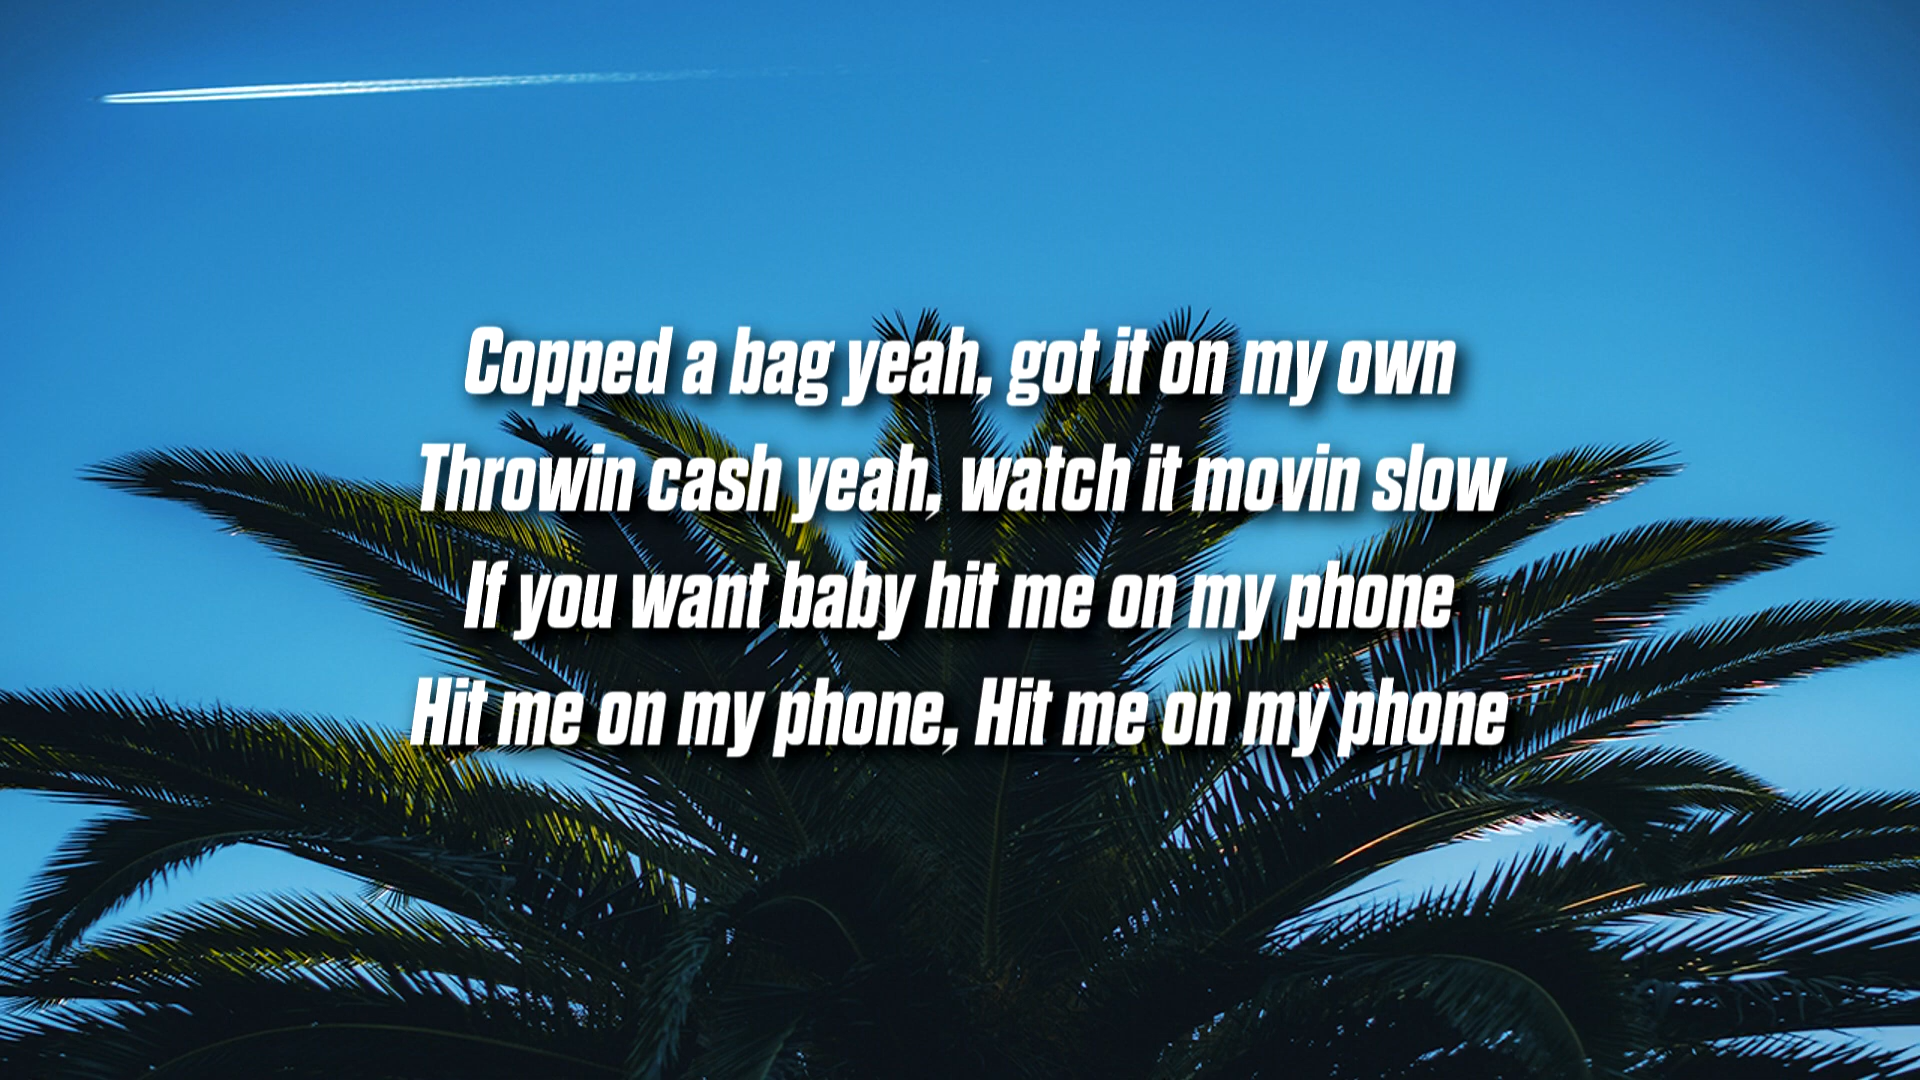 Copped a bag yeah, got it on my own
Throwin cash yeah, watch it movin slow
If you want baby hit me on my phone
Hit me on my phone, Hit me on my phone